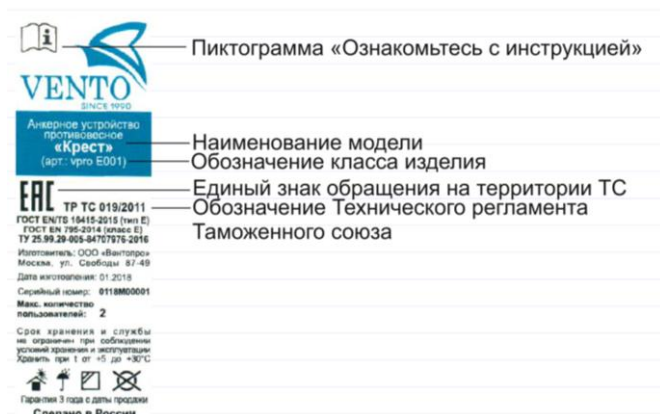 Пиктограмма «Ознакомьтесь с инструкцией»
VENTO
SINCE 1990
Анкерное устройство
противовесное
«Крест»
(арт.: vpro E001)
Наименование модели
Обозначение класса изделия
Единый знак обращения на территории ТС
EAC ТР ТС 019/2011
Обозначение Технического регламента
Таможенного союза
ГОСТ EN/TS 16415-2015 (тип E)
ГОСТ EN 795-2014 (класс E)
ТУ 25.99.29-005-84707976-2016
Изготовитель: ООО «Вентопро»
Москва, ул. Свободы 87-49
Дата изготовления: 01.2018
Серийный номер: 0118M00001
Макс. количество
пользователей: 2
Срок хранения и службы
не ограничен при соблюдении
условий хранения и эксплуатации
Хранить при t от +5 до +30°C
Гарантия 3 года с даты продажи
Сделано в России